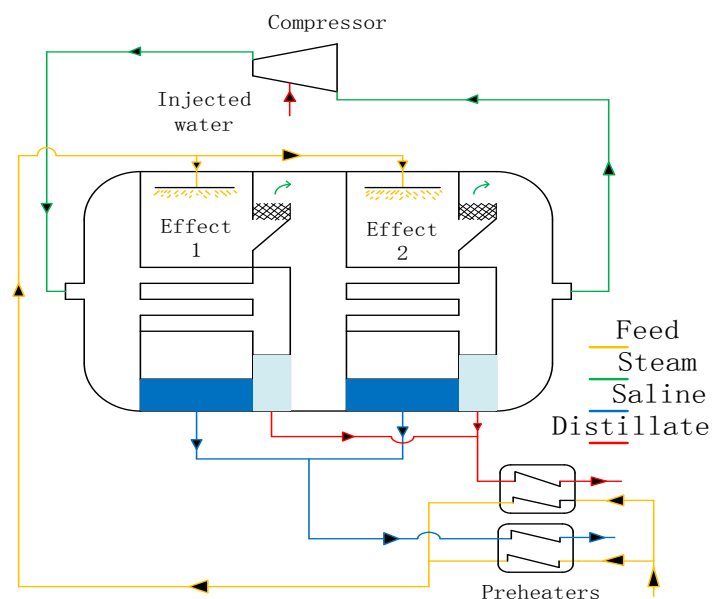 Compressor
Injected
water
Effect
1
Effect
2
Feed
Steam
Saline
Distillate
Preheaters